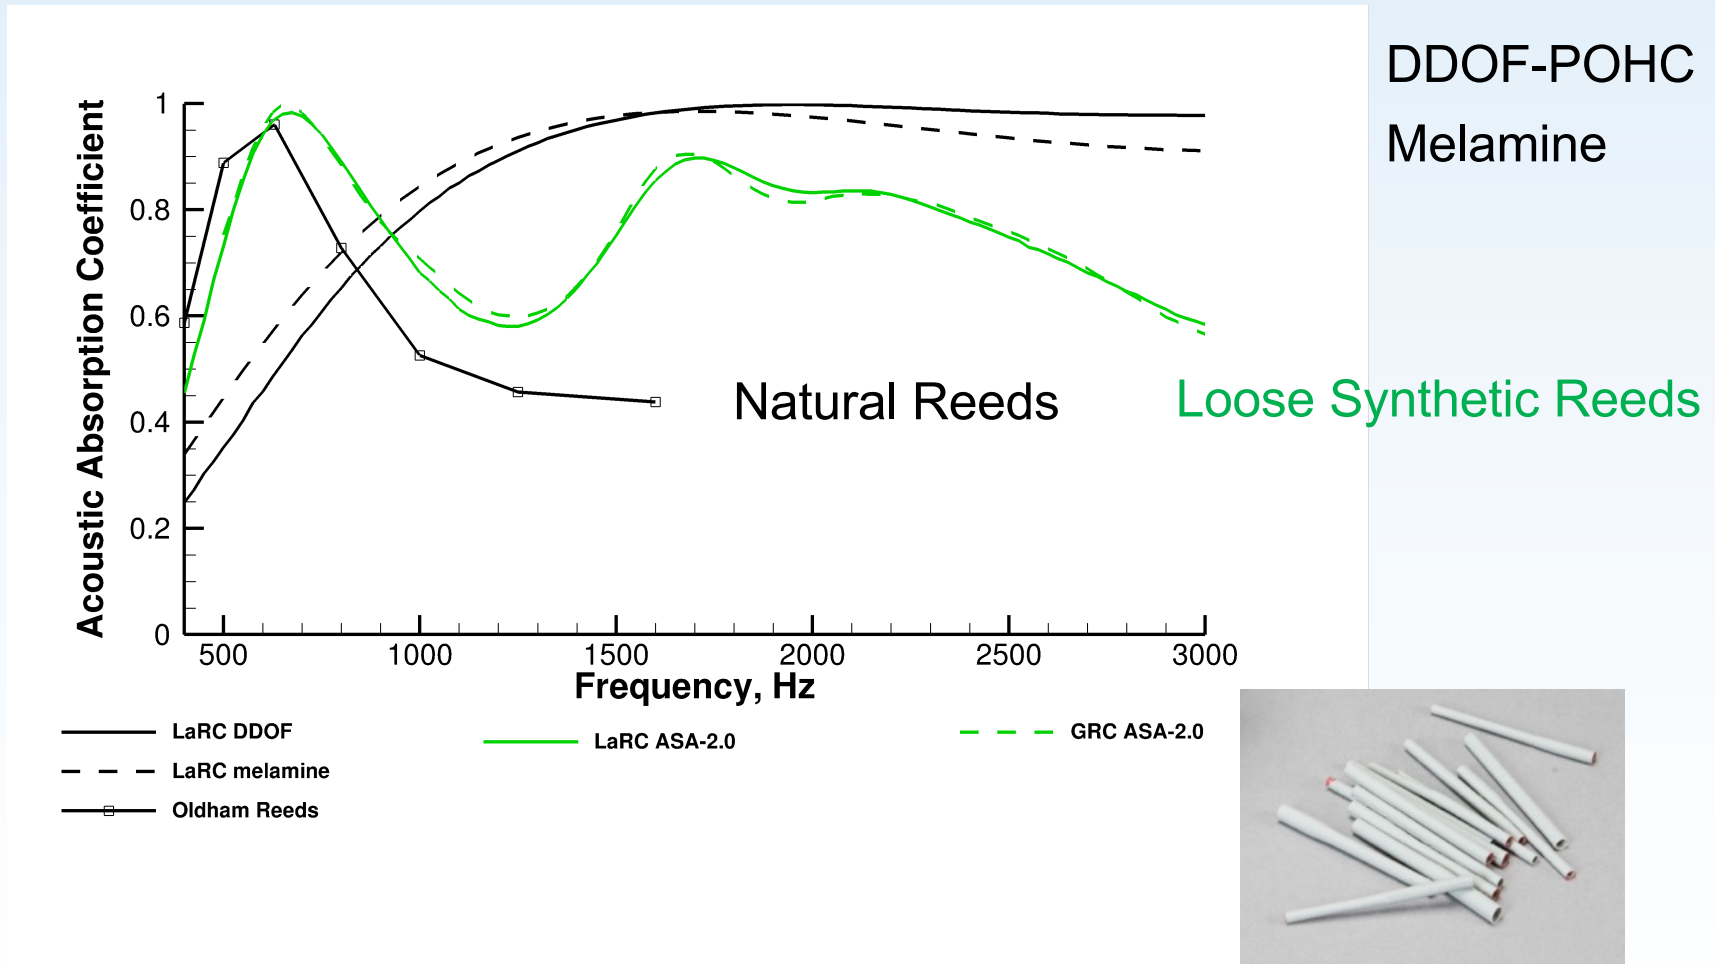 DDOF-POHC
Melamine
Acoustic Absorption Coefficient
1
0.8
0.6
0.4
0.2
0
Natural Reeds
Loose Synthetic Reeds
500 1000 1500 2000 2500 3000
Frequency, Hz
LaRC DDOF
LaRC melamine
Oldham Reeds
LaRC ASA-2.0
GRC ASA-2.0